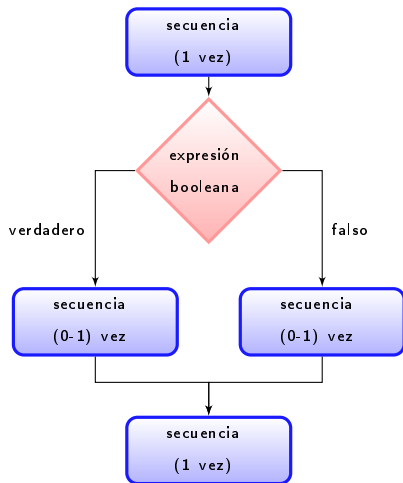 secuencia
(1 vez)
expresión
booleana
verdadero
falso
secuencia
(0-1) vez
secuencia
(0-1) vez
secuencia
(1 vez)